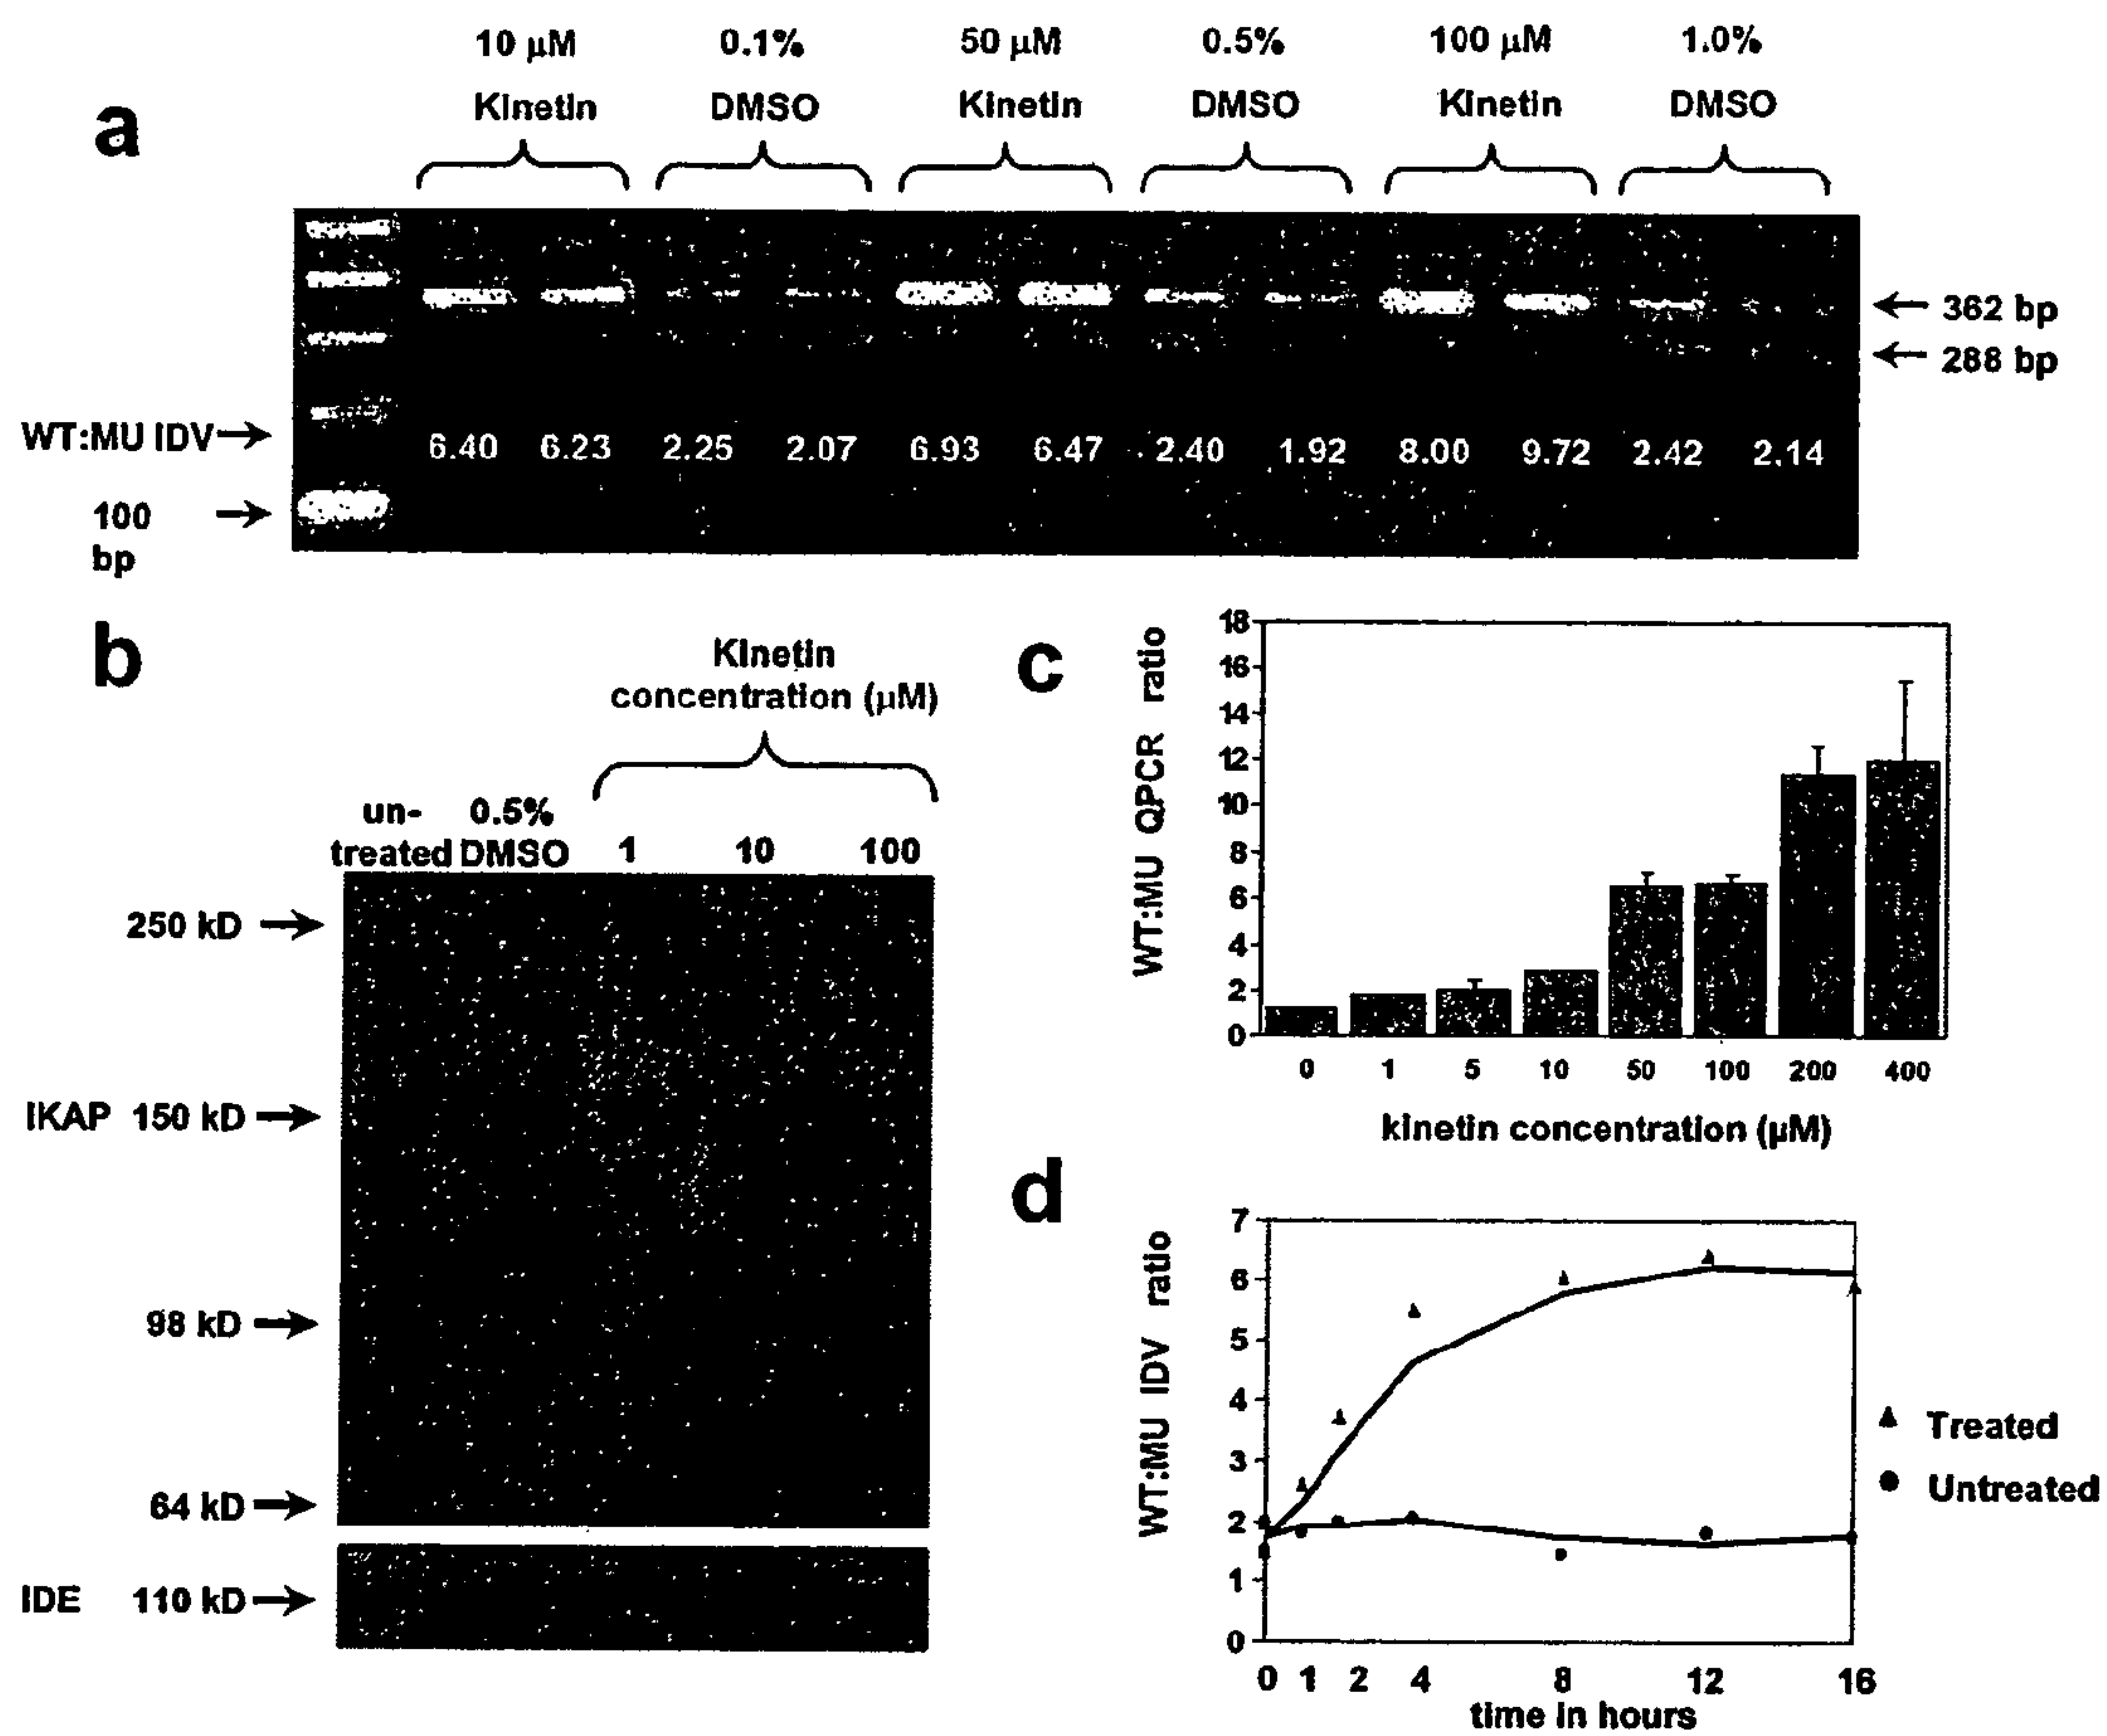 10 µM 0.1% 50 µM 0.5% 100 µM 1.0%
Kinetin DMSO Kinetin DMSO Kinetin DMSO
a
362 bp
288 bp
WT:MU IDV
6.40 6.23 2.25 2.07 6.93 6.47 2.40 1.92 8.00 9.72 2.42 2.14
100
bp
b
Kinetin
concentration (µM)
un-
treated
0.5%
DMSO
1 10 100
250 kD
IKAP 150 kD
98 kD
64 kD
IDE 110 kD
c
WT:MU QPCR ratio
18
16
14
12
10
8
6
4
2
0
0 1 5 10 50 100 200 400
kinetin concentration (µM)
d
WT:MU IDV ratio
7
6
5
4
3
2
1
0
0 1 2 4 8 12 16
time in hours
Treated
Untreated